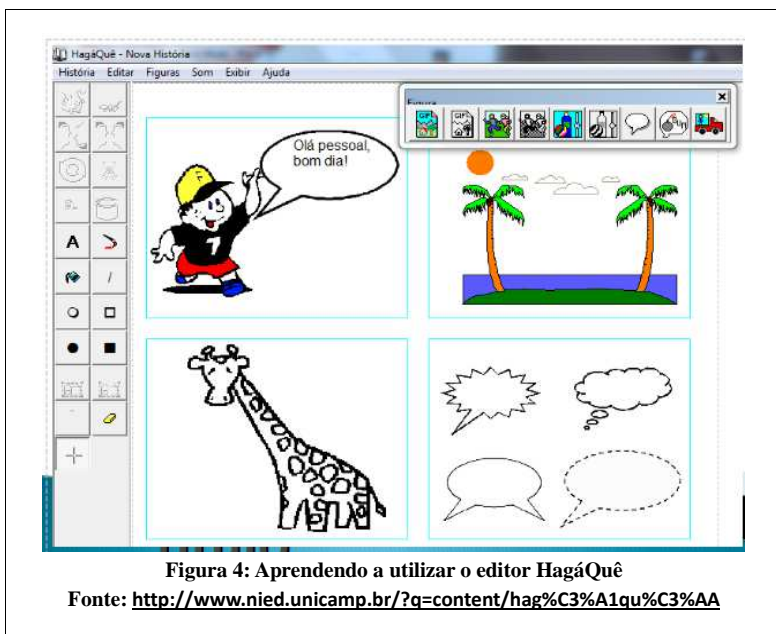 HagáQuê - Nova História
História Editar Figuras Som Exibir Ajuda
Figura
Olá pessoal,
bom dia!
A
Figura 4: Aprendendo a utilizar o editor HagáQuê
Fonte: http://www.nied.unicamp.br/?q=content/hag%C3%A1qu%C3%AA